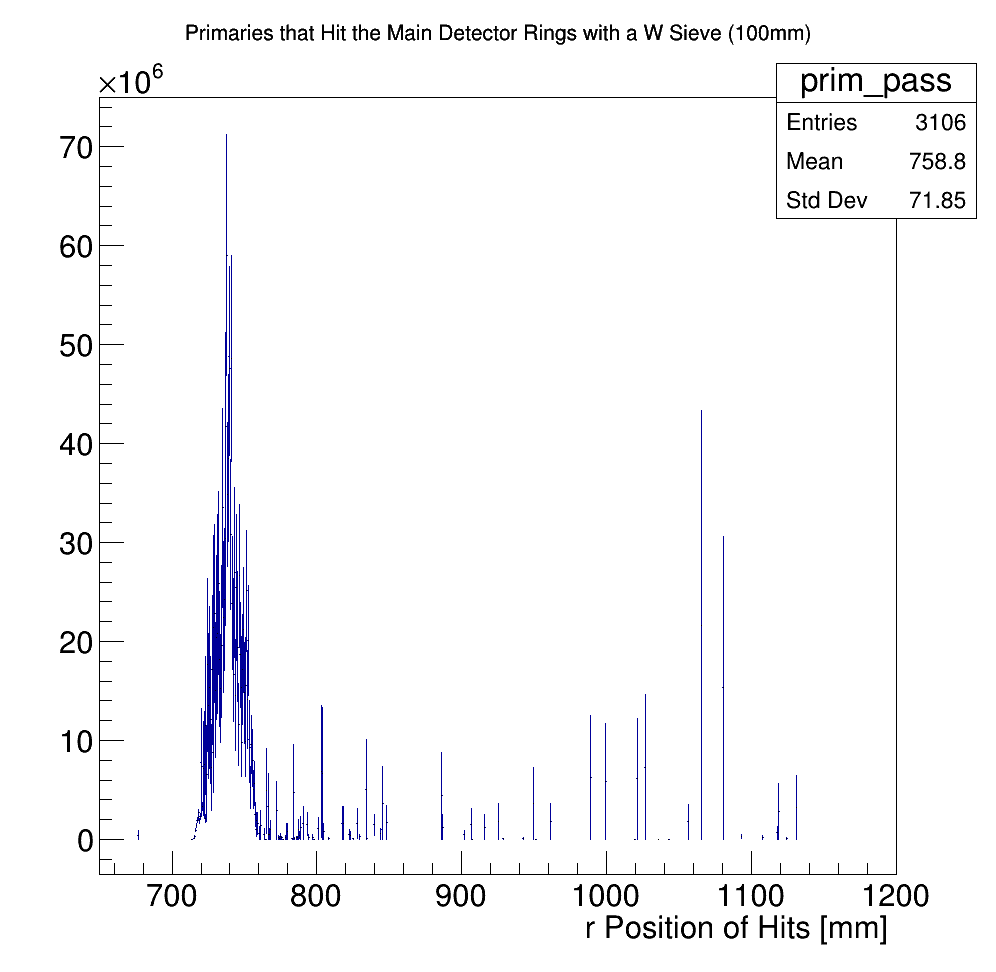 Primaries that Hit the Main Detector Rings with a W Sieve (100mm)
×10⁶
prim_pass
Entries 3106
Mean 758.8
Std Dev 71.85
70
60
50
40
30
20
10
0
700 800 900 1000 1100 1200
r Position of Hits [mm]